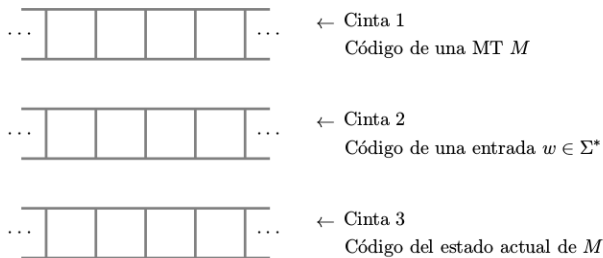 ... ... ← Cinta 1
Código de una MT M
... ... ← Cinta 2
Código de una entrada w ∈ Σ*
... ... ← Cinta 3
Código del estado actual de M